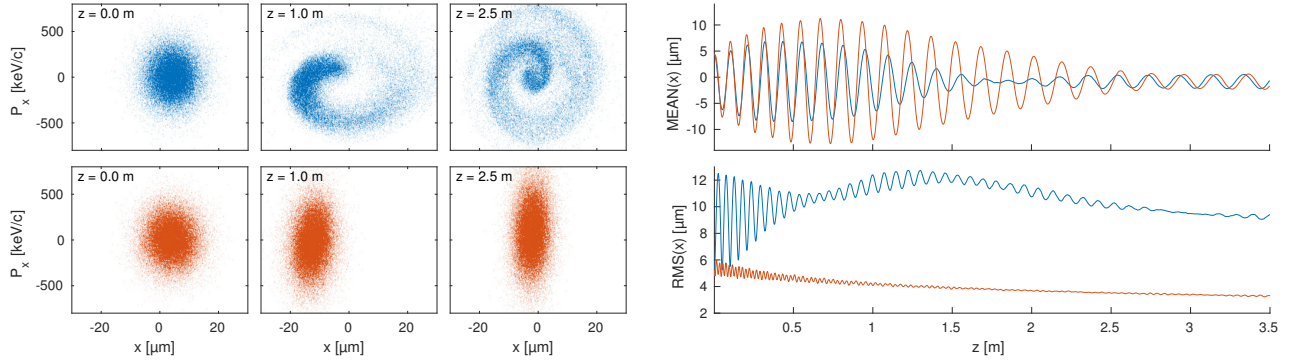 z = 0.0 m
z = 1.0 m
z = 2.5 m
500
0
-500
P_x [keV/c]
z = 0.0 m
z = 1.0 m
z = 2.5 m
500
0
-500
P_x [keV/c]
-20 0 20
-20 0 20
-20 0 20
x [μm]
x [μm]
x [μm]
10
5
0
-5
-10
MEAN(x) [μm]
12
10
8
6
4
2
RMS(x) [μm]
0.5 1 1.5 2 2.5 3 3.5
z [m]